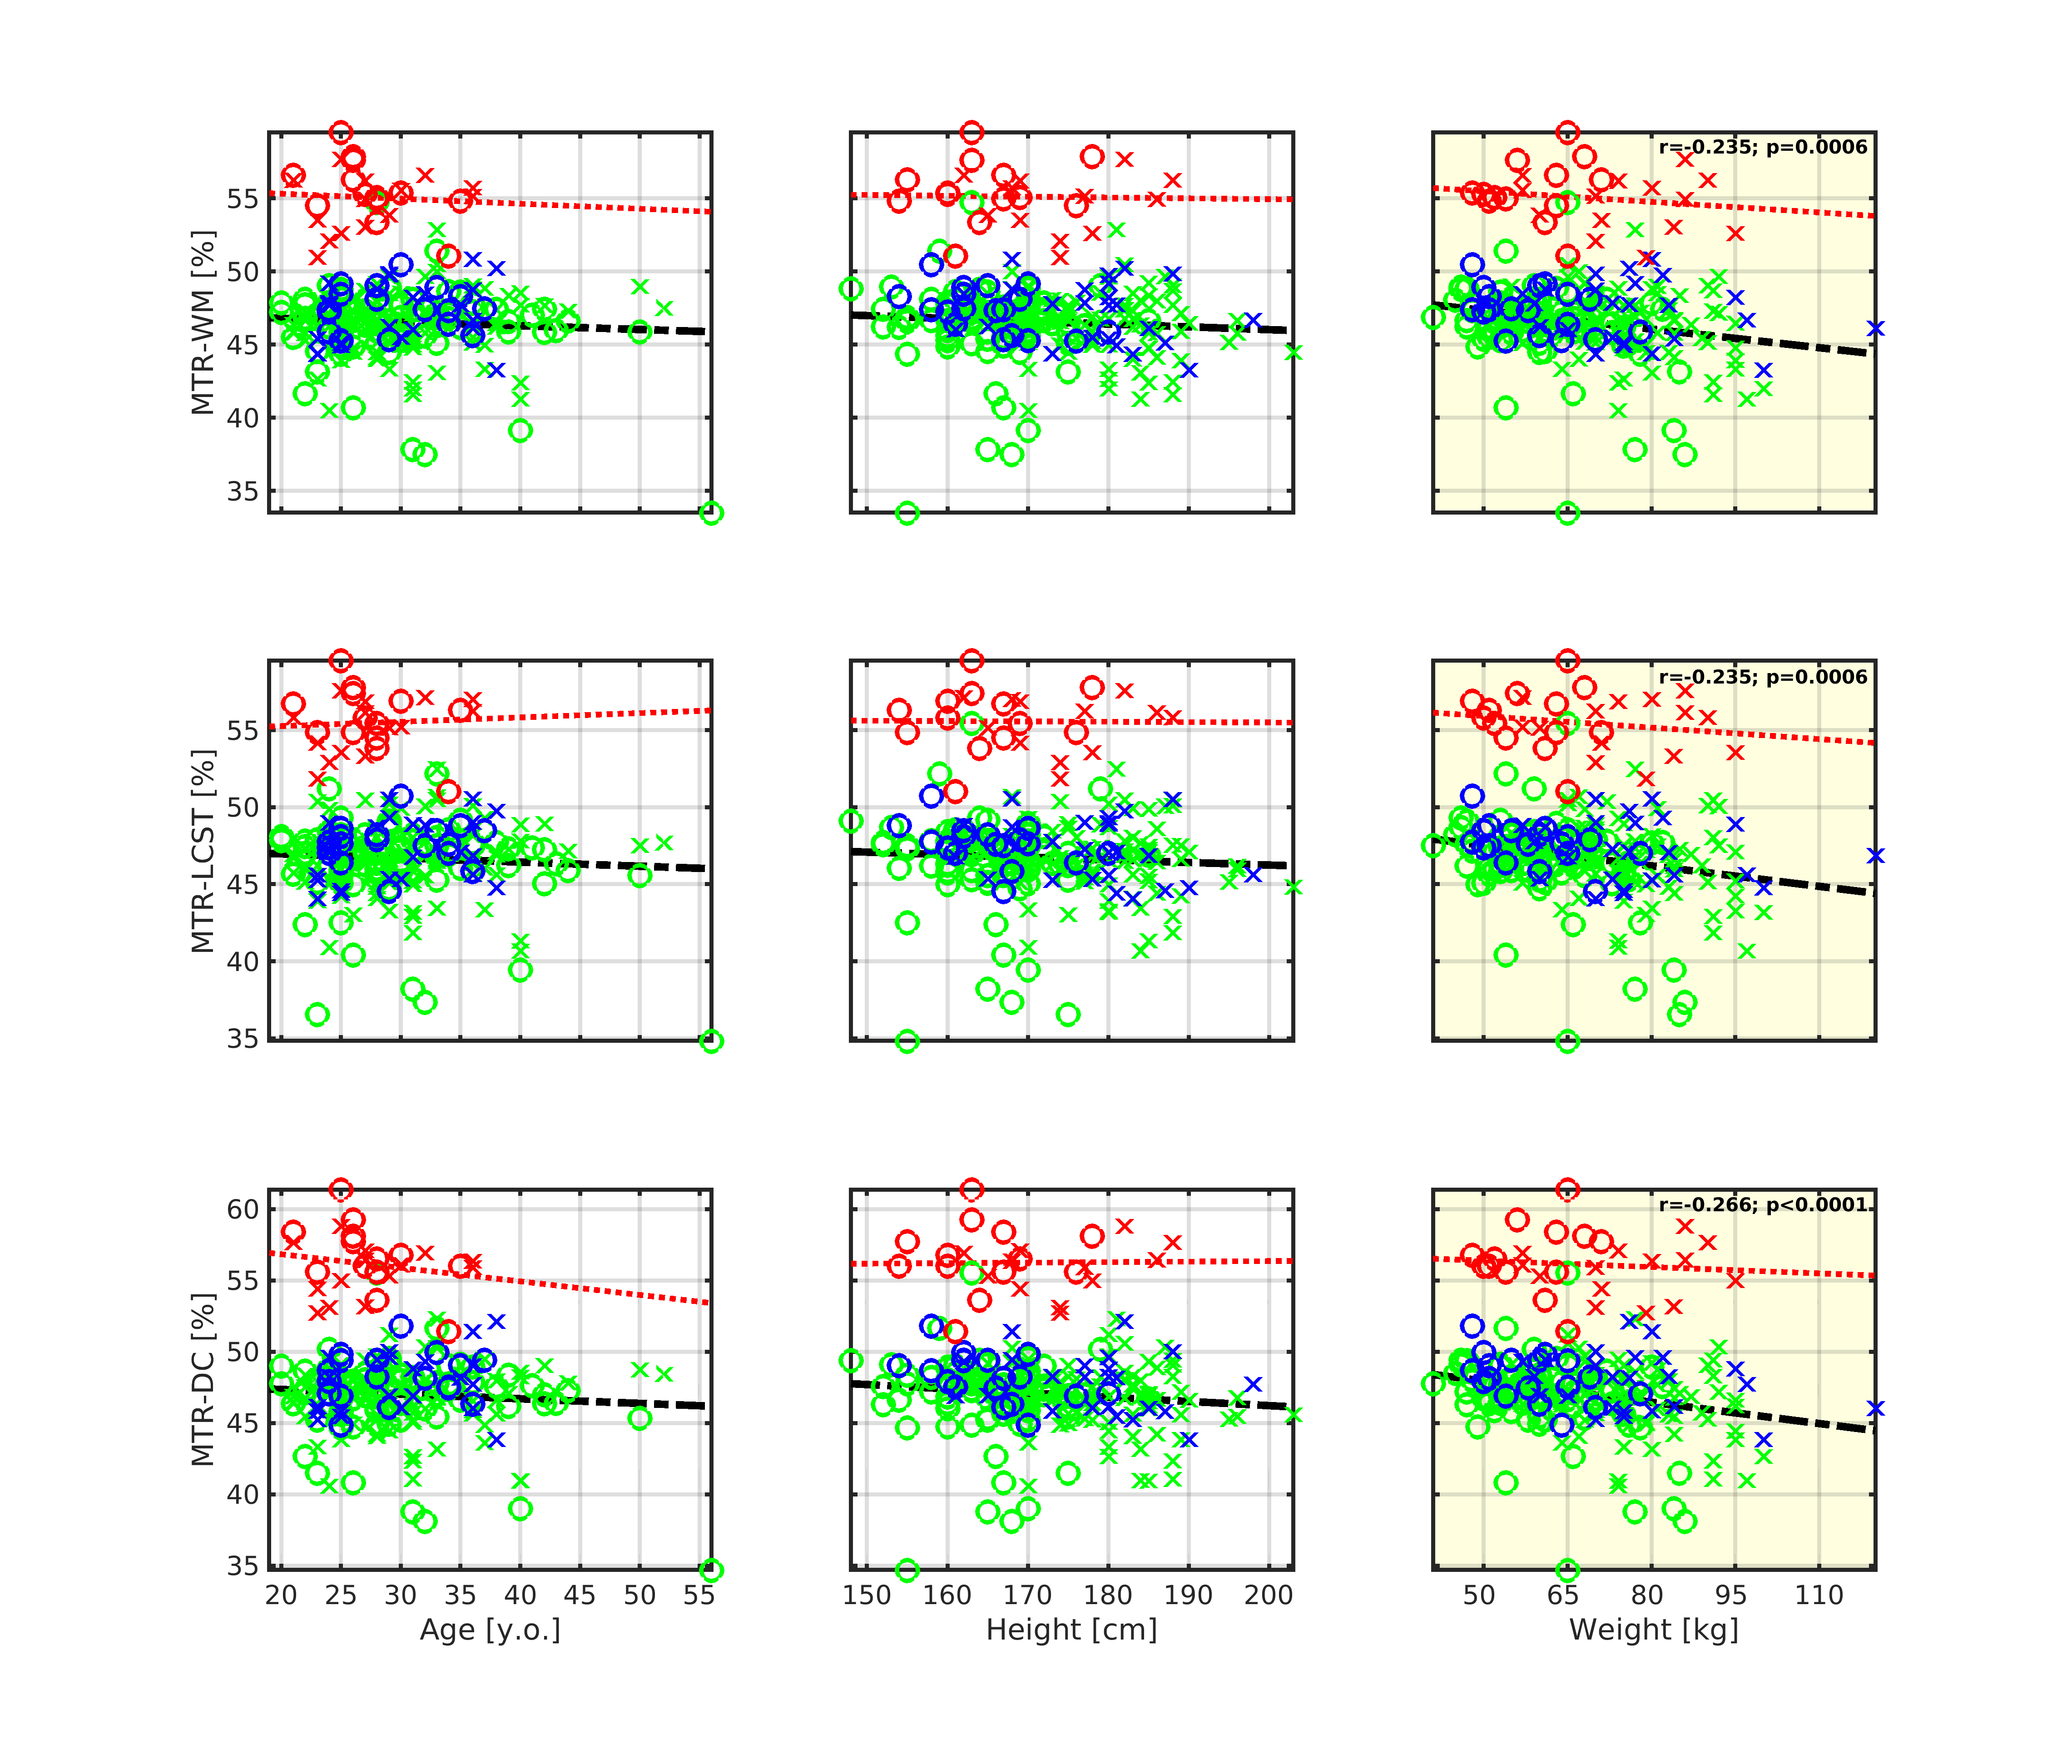 r=-0.235; p=0.0006
55
50
45
40
35
MTR-WM [%]
r=-0.235; p=0.0006
55
50
45
40
35
MTR-LCST [%]
r=-0.266; p<0.0001
60
55
50
45
40
35
MTR-DC [%]
20 25 30 35 40 45 50 55
150 160 170 180 190 200
50 65 80 95 110
Age [y.o.]
Height [cm]
Weight [kg]